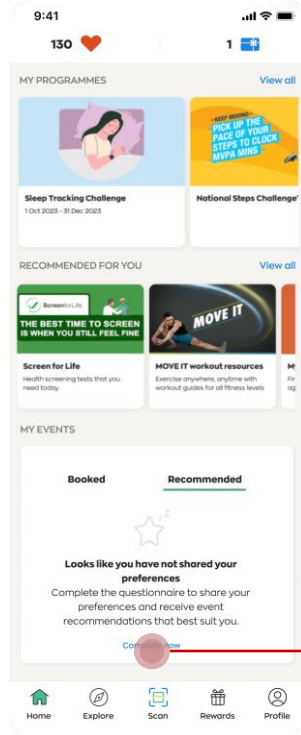 9:41
130
1
MY PROGRAMMES View all
KEEP MOVING
PICK UP THE
PACE OF YOUR
STEPS TO CLOCK
MVPA MINS
Sleep Tracking Challenge
1 Oct 2023 - 31 Dec 2023
National Steps Challenge
RECOMMENDED FOR YOU View all
ScreenforLife
THE BEST TIME TO SCREEN
IS WHEN YOU STILL FEEL FINE
MOVE IT
Screen for Life
Health screening tests that you
need today
MOVE IT workout resources
Exercise anywhere, anytime with
workout guides for all fitness levels
MY EVENTS
Booked Recommended
z z
Looks like you have not shared your
preferences
Complete the questionnaire to share your
preferences and receive event
recommendations that best suit you.
Complete now
Home Explore Scan Rewards Profile